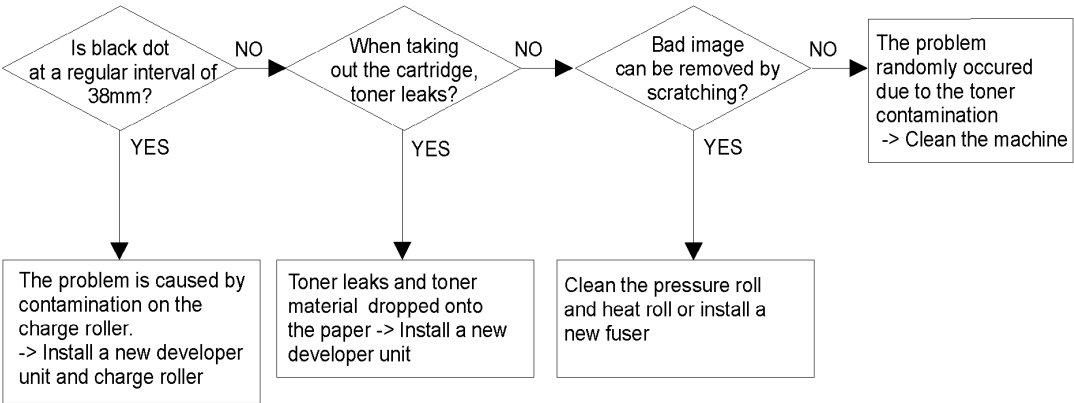 Is black dot
at a regular interval of
38mm?
NO
YES
When taking
out the cartridge,
toner leaks?
NO
YES
Bad image
can be removed by
scratching?
NO
YES
The problem
randomly occured
due to the toner
contamination
-> Clean the machine
The problem is caused by
contamination on the
charge roller.
-> Install a new developer
unit and charge roller
Toner leaks and toner
material dropped onto
the paper -> Install a new
developer unit
Clean the pressure roll
and heat roll or install a
new fuser